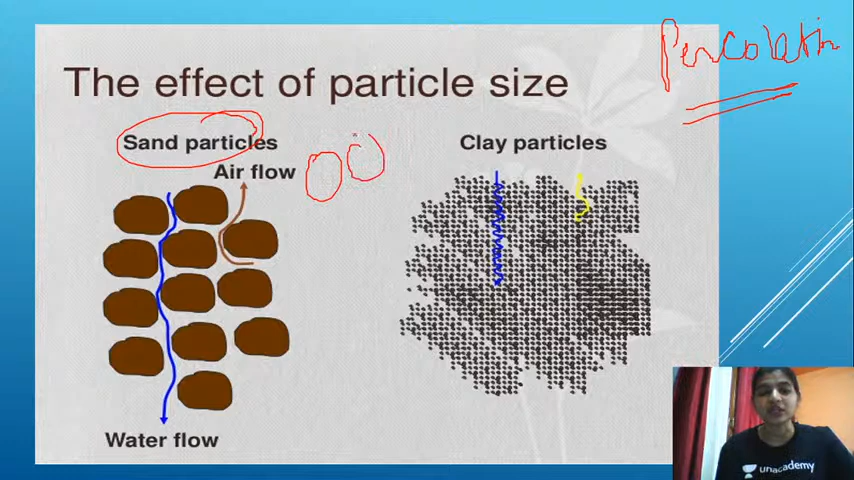 Percolation
The effect of particle size
Sand particles
Clay particles
Air flow
Water flow
unacademy